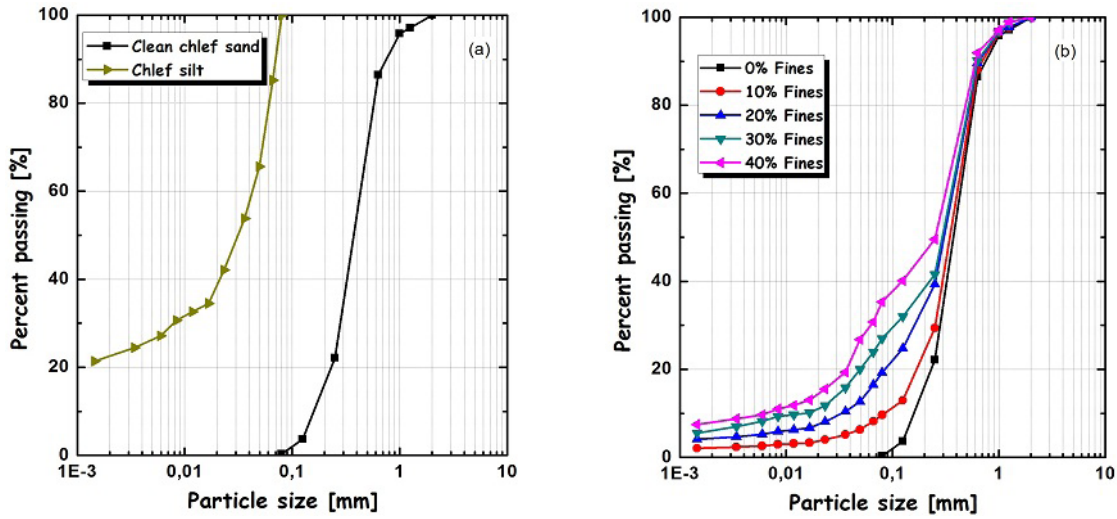 (a)
Clean chlef sand
Chlef silt
Percent passing [%]
100
80
60
40
20
0
1E-3
0,01
0,1
1
10
Particle size [mm]
(b)
0% Fines
10% Fines
20% Fines
30% Fines
40% Fines
Percent passing [%]
100
80
60
40
20
0
1E-3
0,01
0,1
1
10
Particle size [mm]